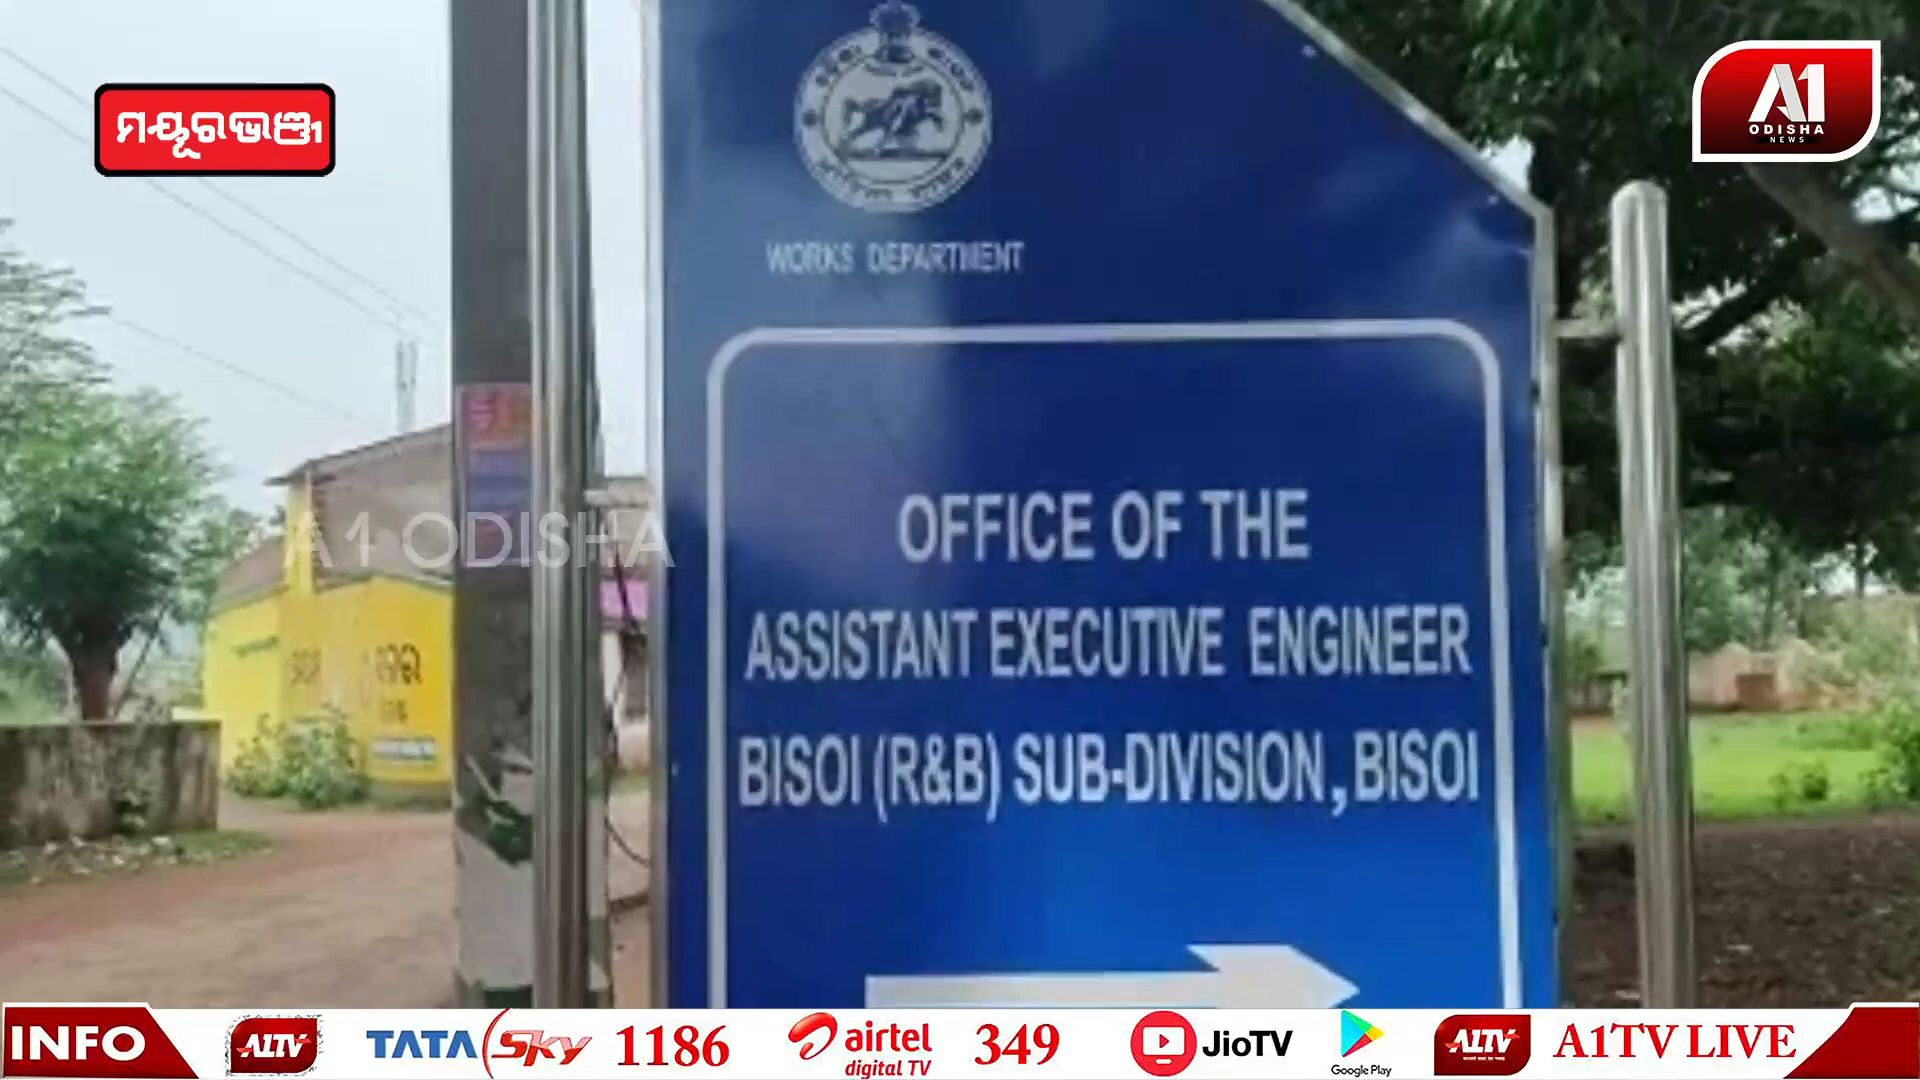 ମୟୂରଭଞ୍ଜ
A1
ODISHA
NEWS
WORKS DEPARTMENT
A1 ODISHA
OFFICE OF THE
ASSISTANT EXECUTIVE ENGINEER
BISOI (R&B) SUB-DIVISION, BISOI
INFO
A1TV
TATA Sky 1186
airtel
digital TV
349
JioTV
Google Play
A1TV
A1TV LIVE